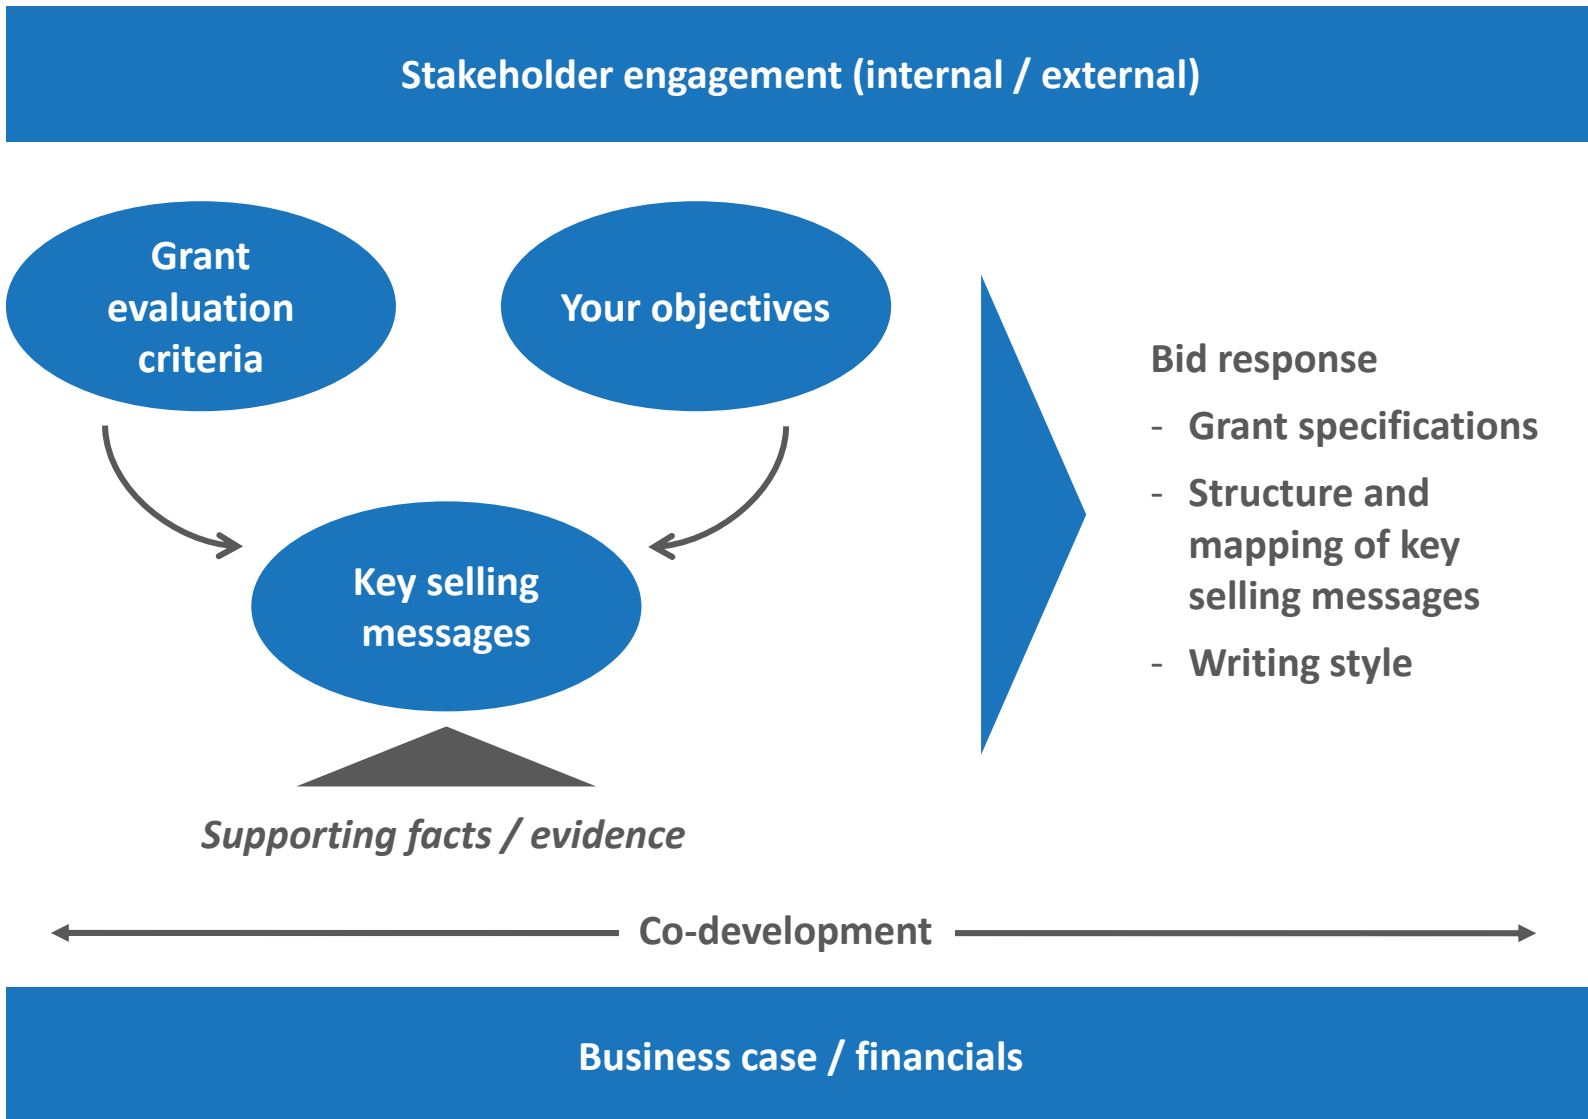 Stakeholder engagement (internal / external)
Grant
evaluation
criteria
Your objectives
Key selling
messages
Supporting facts / evidence
Bid response
- Grant specifications
- Structure and
mapping of key
selling messages
- Writing style
Co-development
Business case / financials